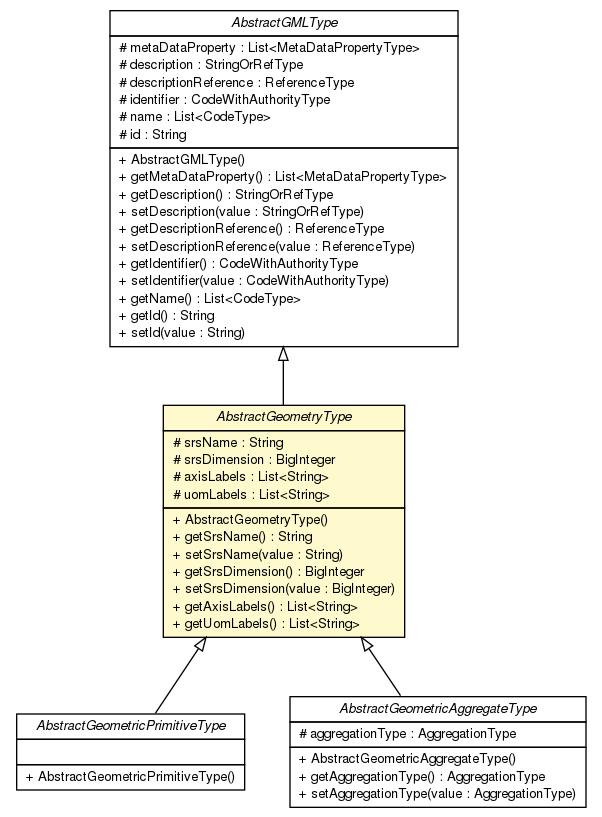 AbstractGMLType
# metaDataProperty : List<MetaDataPropertyType>
# description : StringOrRefType
# descriptionReference : ReferenceType
# identifier : CodeWithAuthorityType
# name : List<CodeType>
# id : String
+ AbstractGMLType()
+ getMetaDataProperty() : List<MetaDataPropertyType>
+ getDescription() : StringOrRefType
+ setDescription(value : StringOrRefType)
+ getDescriptionReference() : ReferenceType
+ setDescriptionReference(value : ReferenceType)
+ getIdentifier() : CodeWithAuthorityType
+ setIdentifier(value : CodeWithAuthorityType)
+ getName() : List<CodeType>
+ getId() : String
+ setId(value : String)
AbstractGeometryType
# srsName : String
# srsDimension : BigInteger
# axisLabels : List<String>
# uomLabels : List<String>
+ AbstractGeometryType()
+ getSrsName() : String
+ setSrsName(value : String)
+ getSrsDimension() : BigInteger
+ setSrsDimension(value : BigInteger)
+ getAxisLabels() : List<String>
+ getUomLabels() : List<String>
AbstractGeometricPrimitiveType
+ AbstractGeometricPrimitiveType()
AbstractGeometricAggregateType
# aggregationType : AggregationType
+ AbstractGeometricAggregateType()
+ getAggregationType() : AggregationType
+ setAggregationType(value : AggregationType)